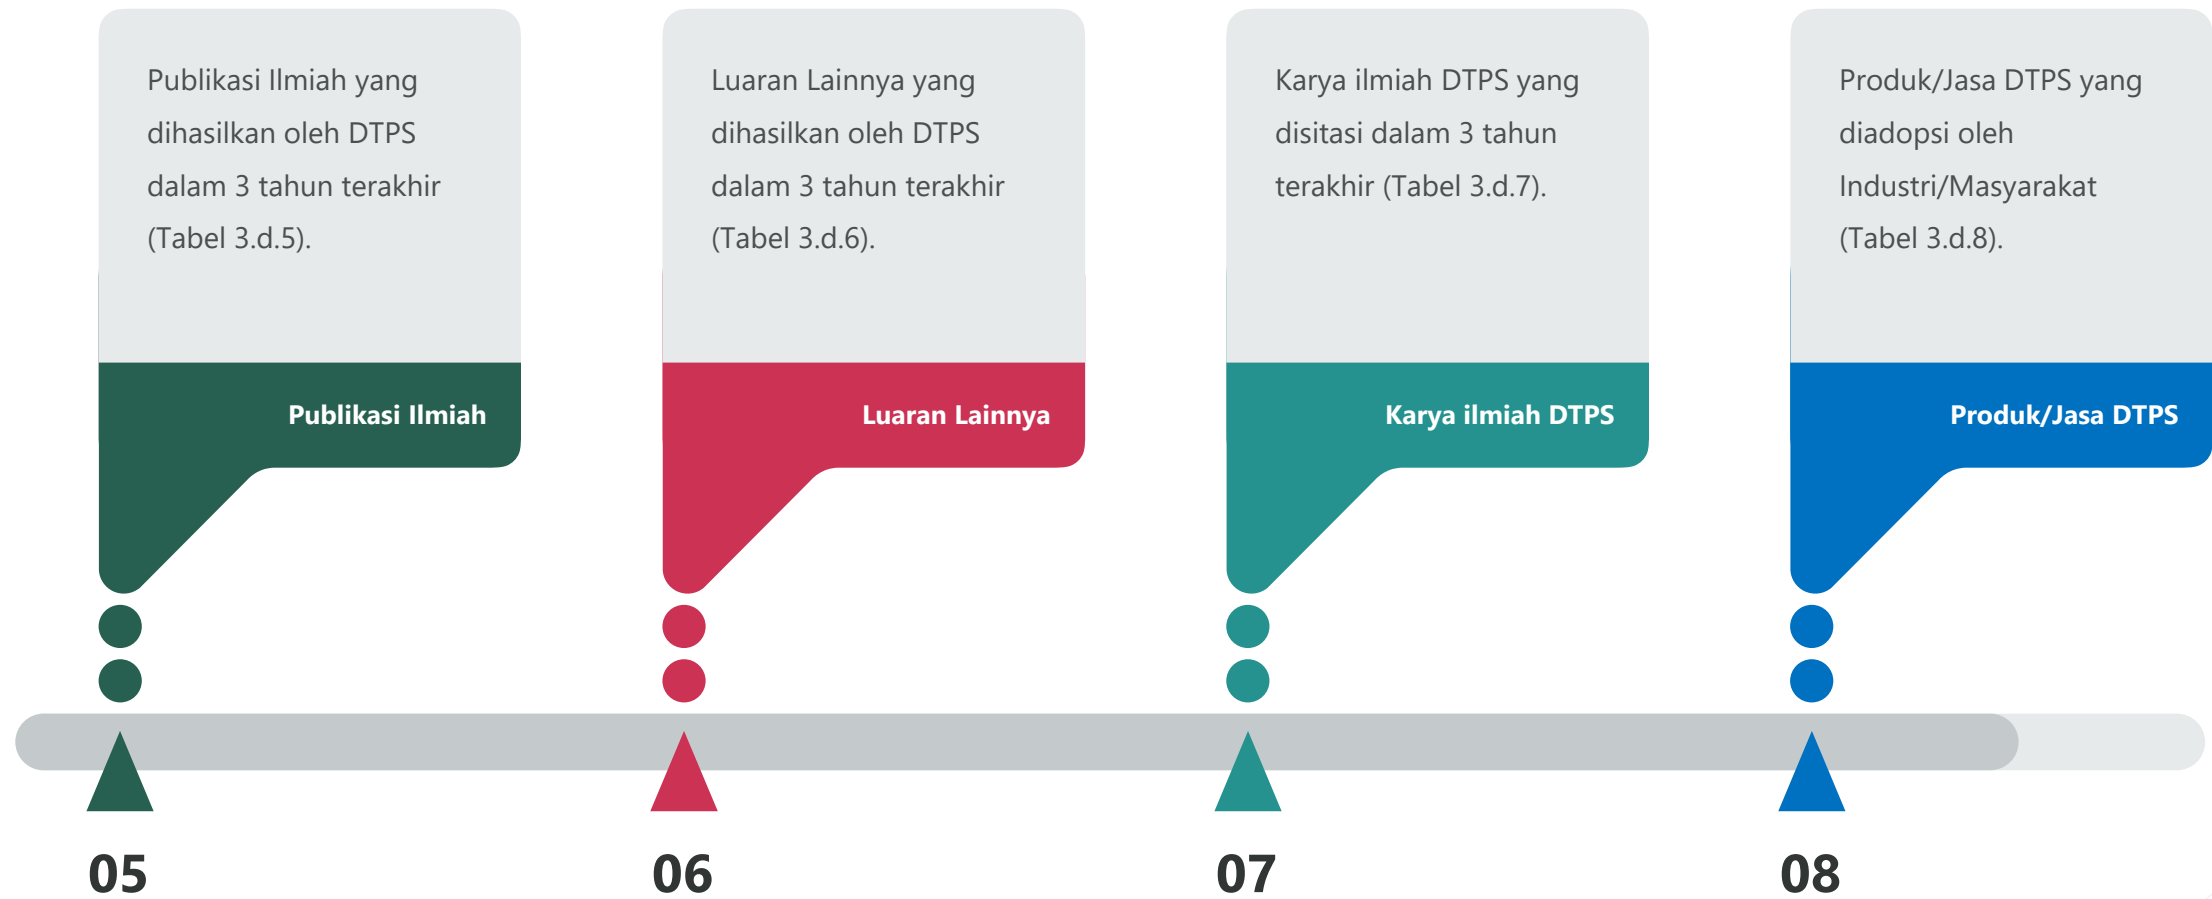 Publikasi Ilmiah yang
dihasilkan oleh DTPS
dalam 3 tahun terakhir
(Tabel 3.d.5).
Publikasi Ilmiah
05
Luaran Lainnya yang
dihasilkan oleh DTPS
dalam 3 tahun terakhir
(Tabel 3.d.6).
Luaran Lainnya
06
Karya ilmiah DTPS yang
disitasi dalam 3 tahun
terakhir (Tabel 3.d.7).
Karya ilmiah DTPS
07
Produk/Jasa DTPS yang
diadopsi oleh
Industri/Masyarakat
(Tabel 3.d.8).
Produk/Jasa DTPS
08